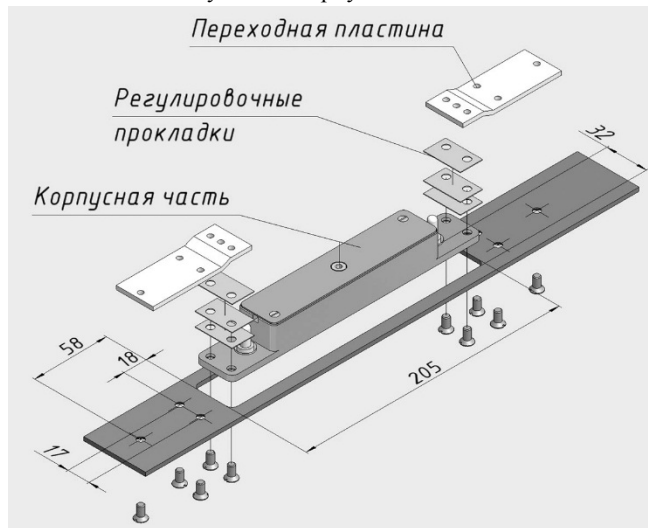 Переходная пластина
Регулировочные
прокладки
Корпусная часть
32
58
18
205
17